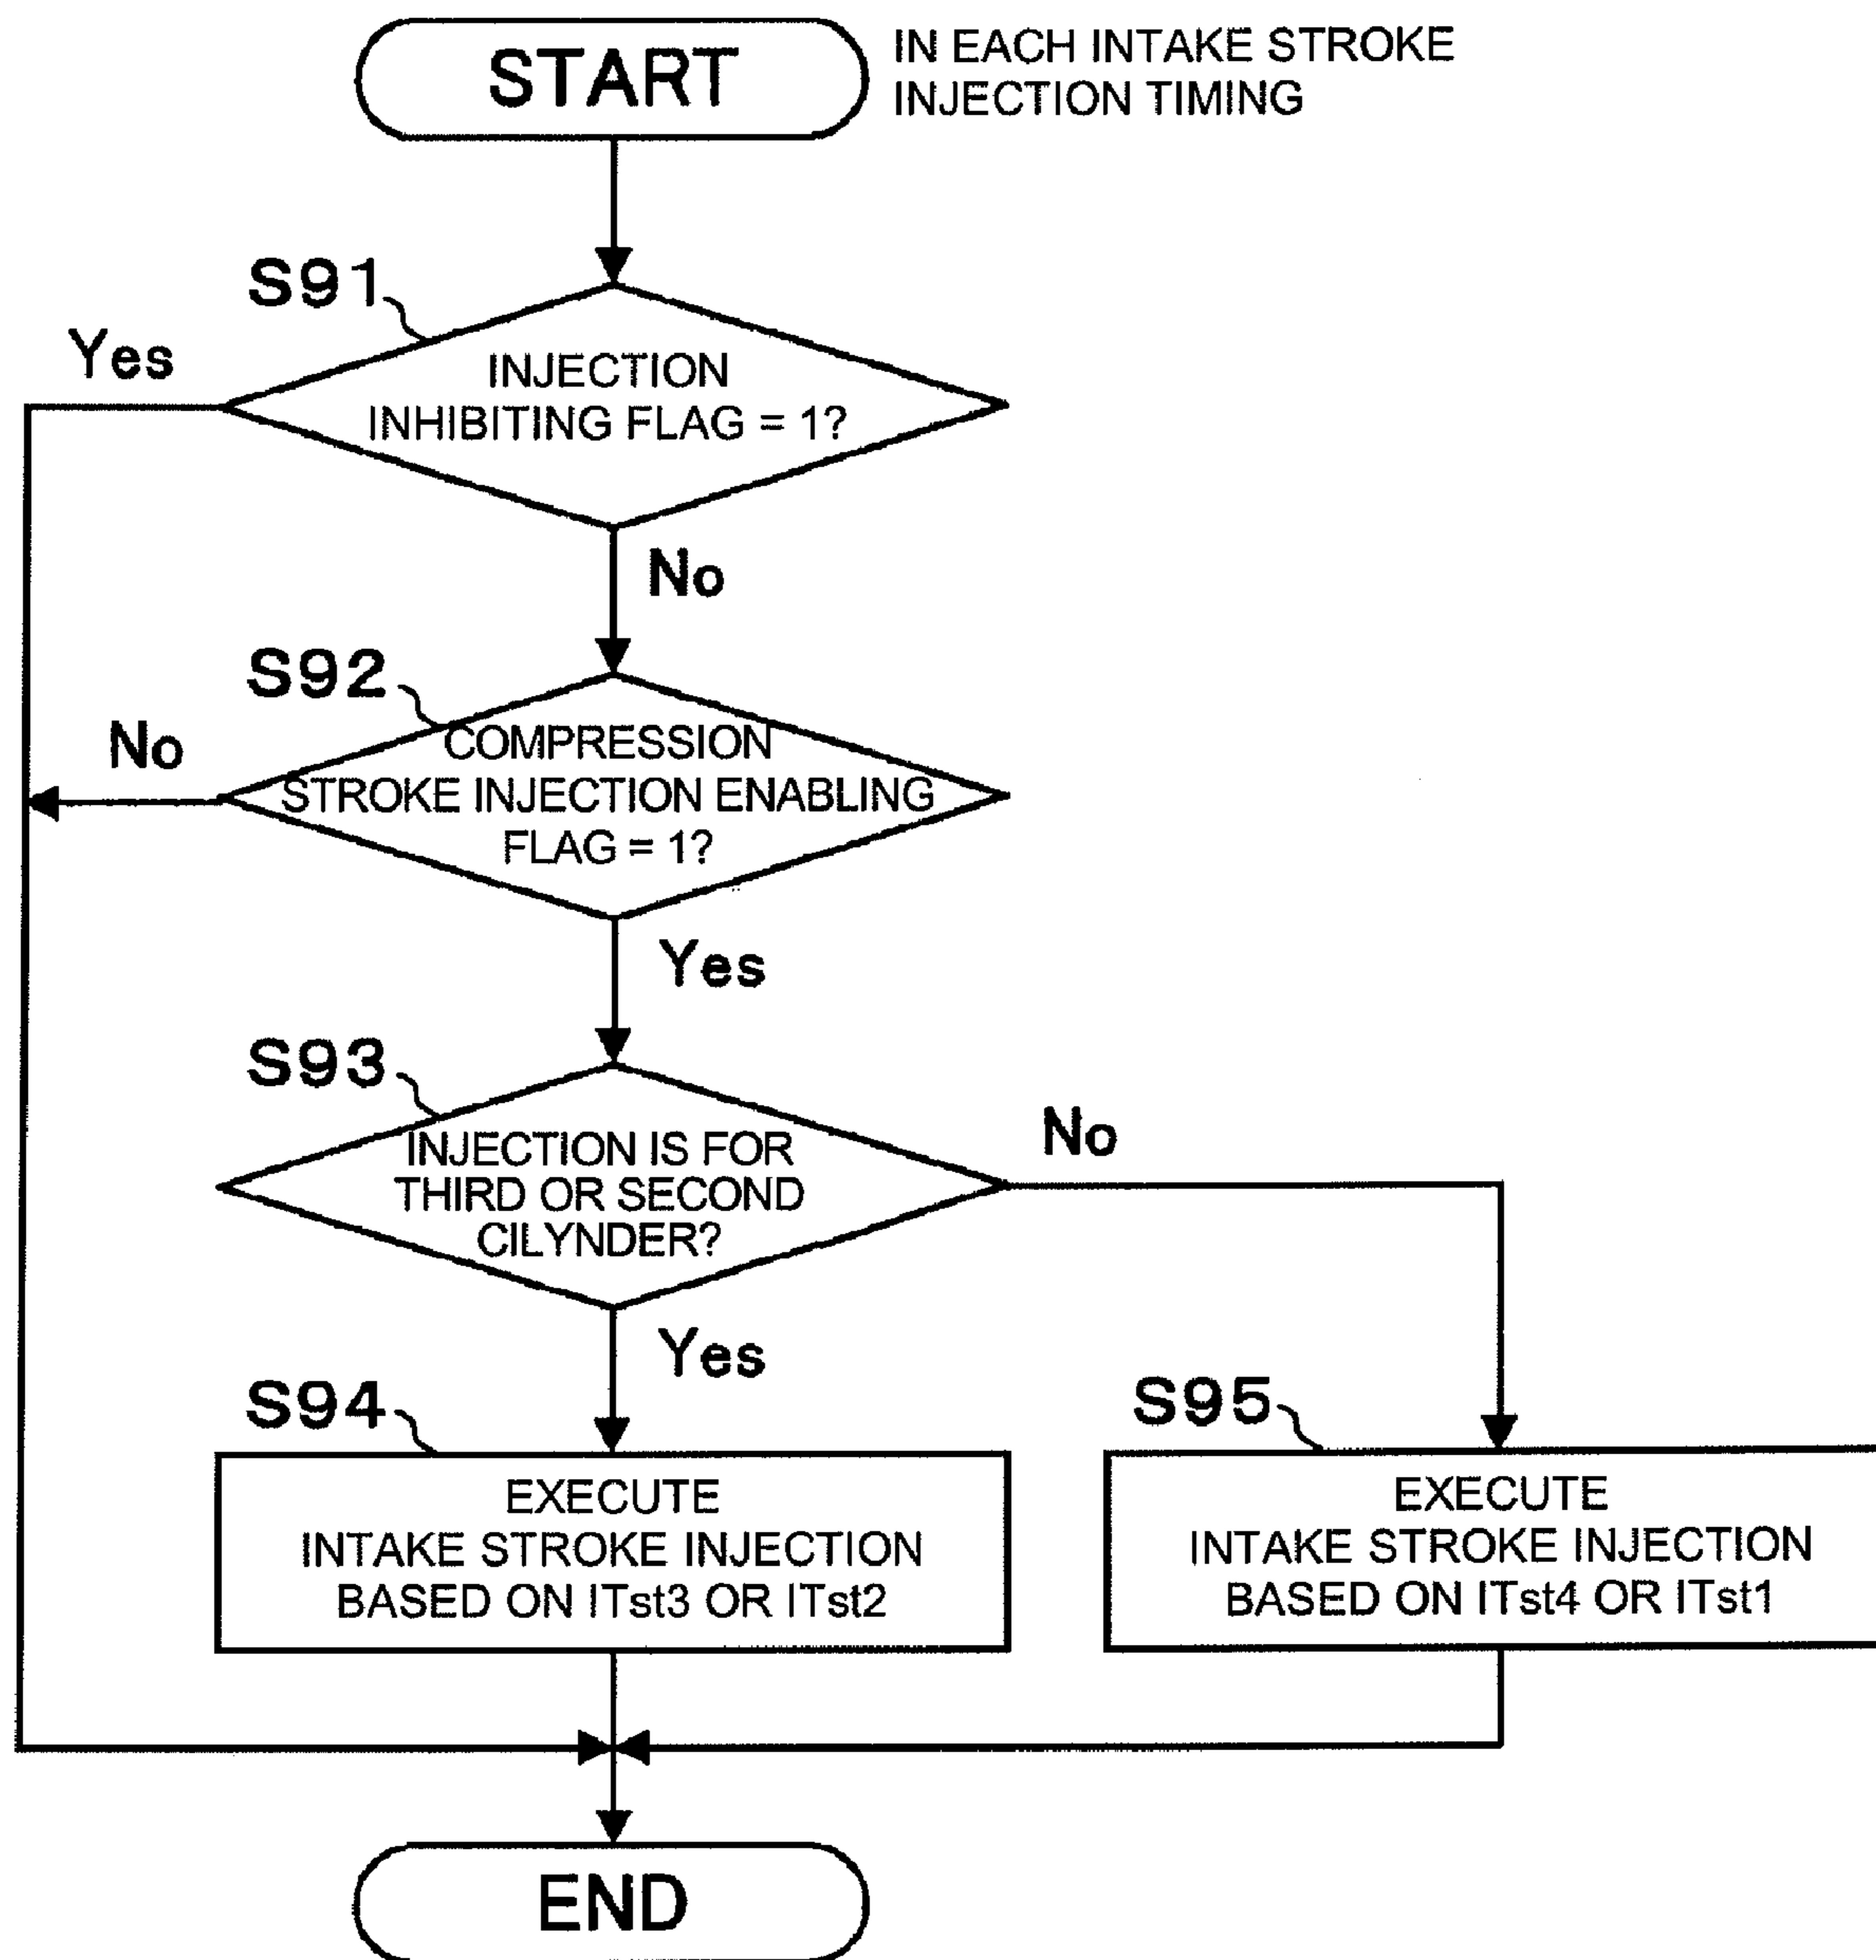 START
IN EACH INTAKE STROKE
INJECTION TIMING
S91
Yes
INJECTION
INHIBITING FLAG = 1?
No
S92
No
COMPRESSION
STROKE INJECTION ENABLING
FLAG = 1?
Yes
S93
No
INJECTION IS FOR
THIRD OR SECOND
CILYNDER?
Yes
S94
S95
EXECUTE
INTAKE STROKE INJECTION
BASED ON ITst3 OR ITst2
EXECUTE
INTAKE STROKE INJECTION
BASED ON ITst4 OR ITst1
END